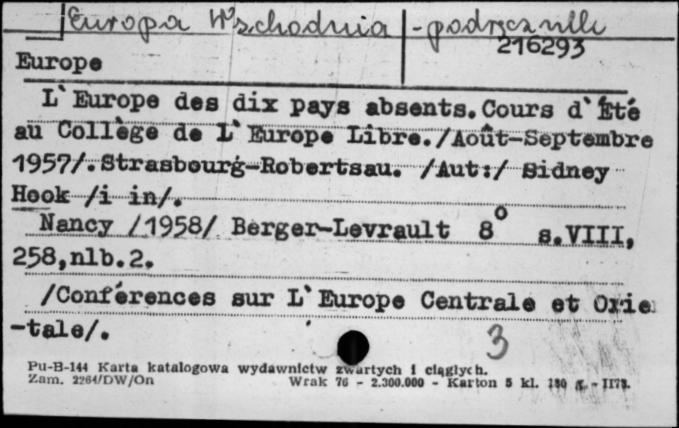 Europa Wschodnia - podręczniki
216293
Europe
L`Europe des dix pays absents.Cours d`Été
au Collège de L`Europe Libre./Août-Septembre
1957/.Strasbourg-Robertsau. /Aut:/ Sidney
Hook /i in/.
Nancy /1958/ Berger-Levrault 8° s.VIII,
258,nlb.2.
/Conférences sur L`Europe Centrale et Orie
-tale/.
3
Pu-B-144 Karta katalogowa wydawnictw zwartych i ciągłych.
Zam. 2264/DW/On Wrak 76 - 2.300.000 - Karton 5 kl.